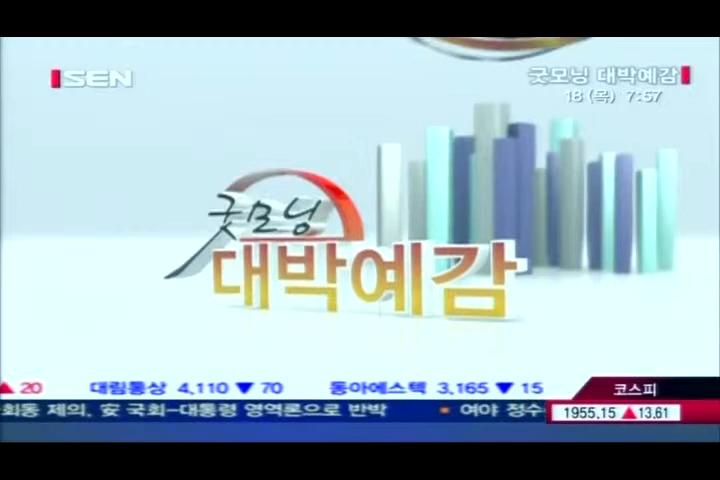 SEN
굿모닝 대박예감
18 (목) 7:57
굿모닝
대박예감
▲ 20 대림통상 4,110 ▼ 70 동아에스텍 3,165 ▼ 15
코스피
회동 제의, 安 국회-대통령 영역론으로 반박 ▪ 여야 정수
1955.15 ▲13.61